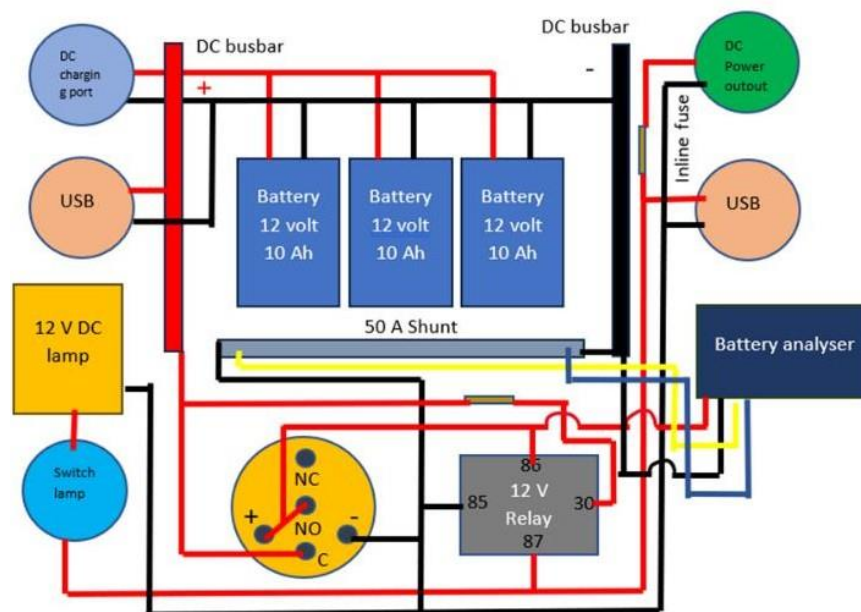 DC busbar
DC busbar
DC
chargin
g port
+
-
DC
Power
outout
Inline fuse
USB
Battery
12 volt
10 Ah
Battery
12 volt
10 Ah
Battery
12 volt
10 Ah
USB
12 V DC
lamp
50 A Shunt
Battery analyser
Switch
lamp
NC
+
NO
-
C
86
85
12 V
30
Relay
87